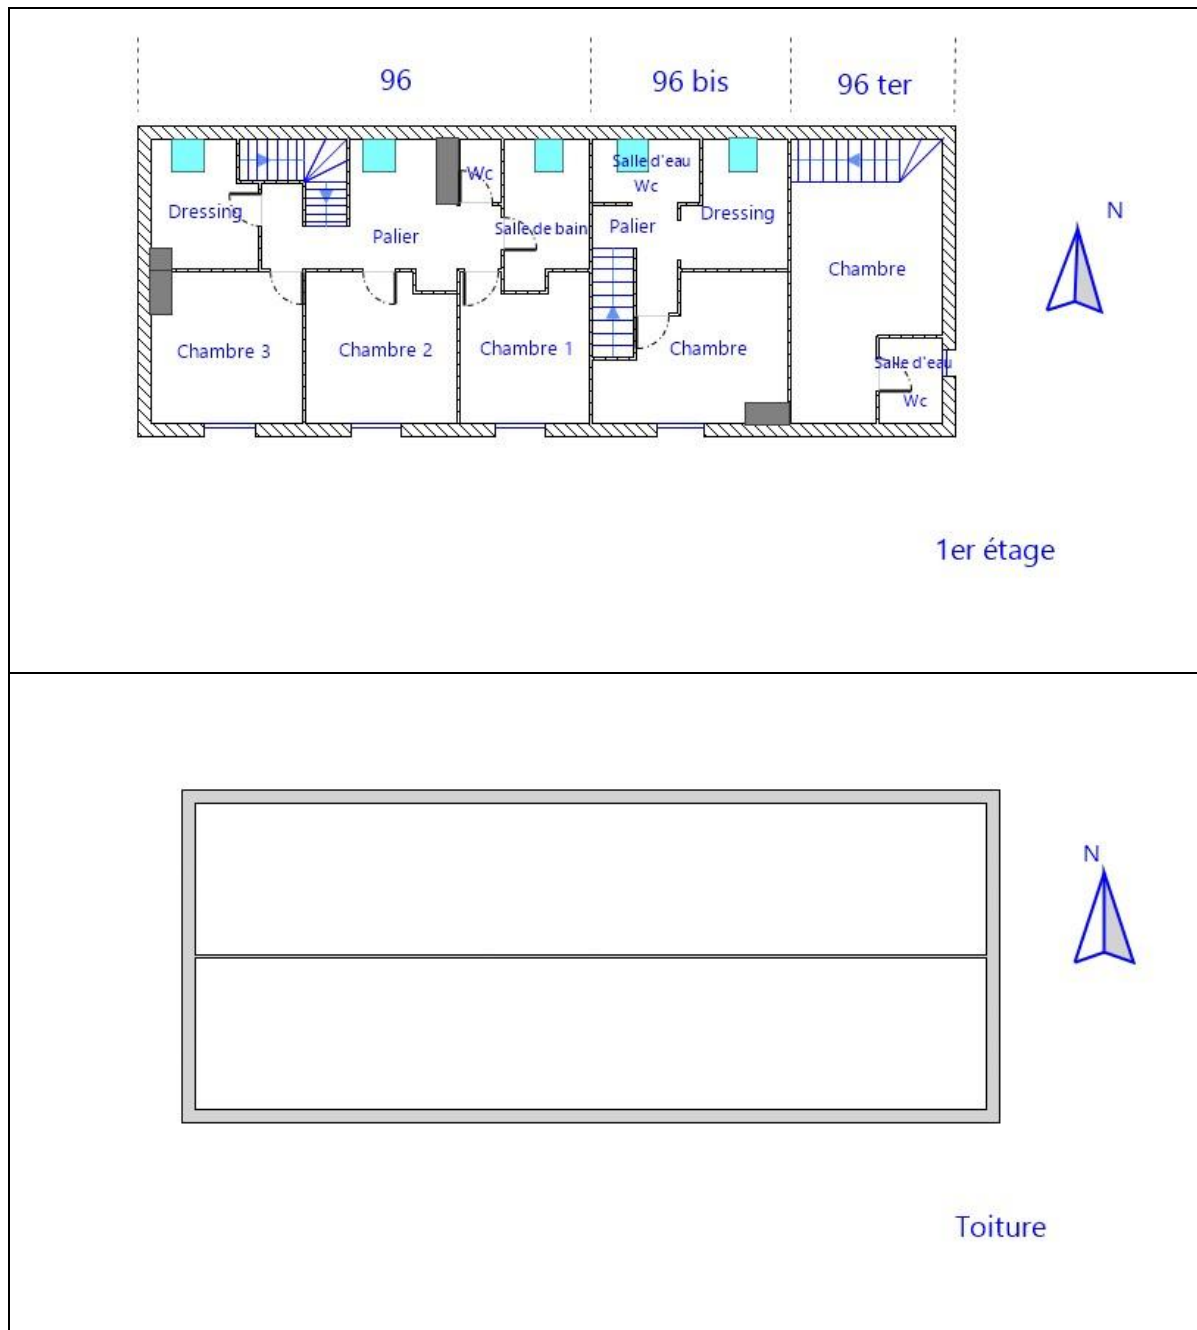 96
96 bis
96 ter
Salle d'eau
Wc
Wc
Dressing
Dressing
Salle de bain
Palier
Palier
N
Chambre
Chambre 3
Chambre 2
Chambre 1
Chambre
Salle d'eau
Wc
1er étage
N
Toiture